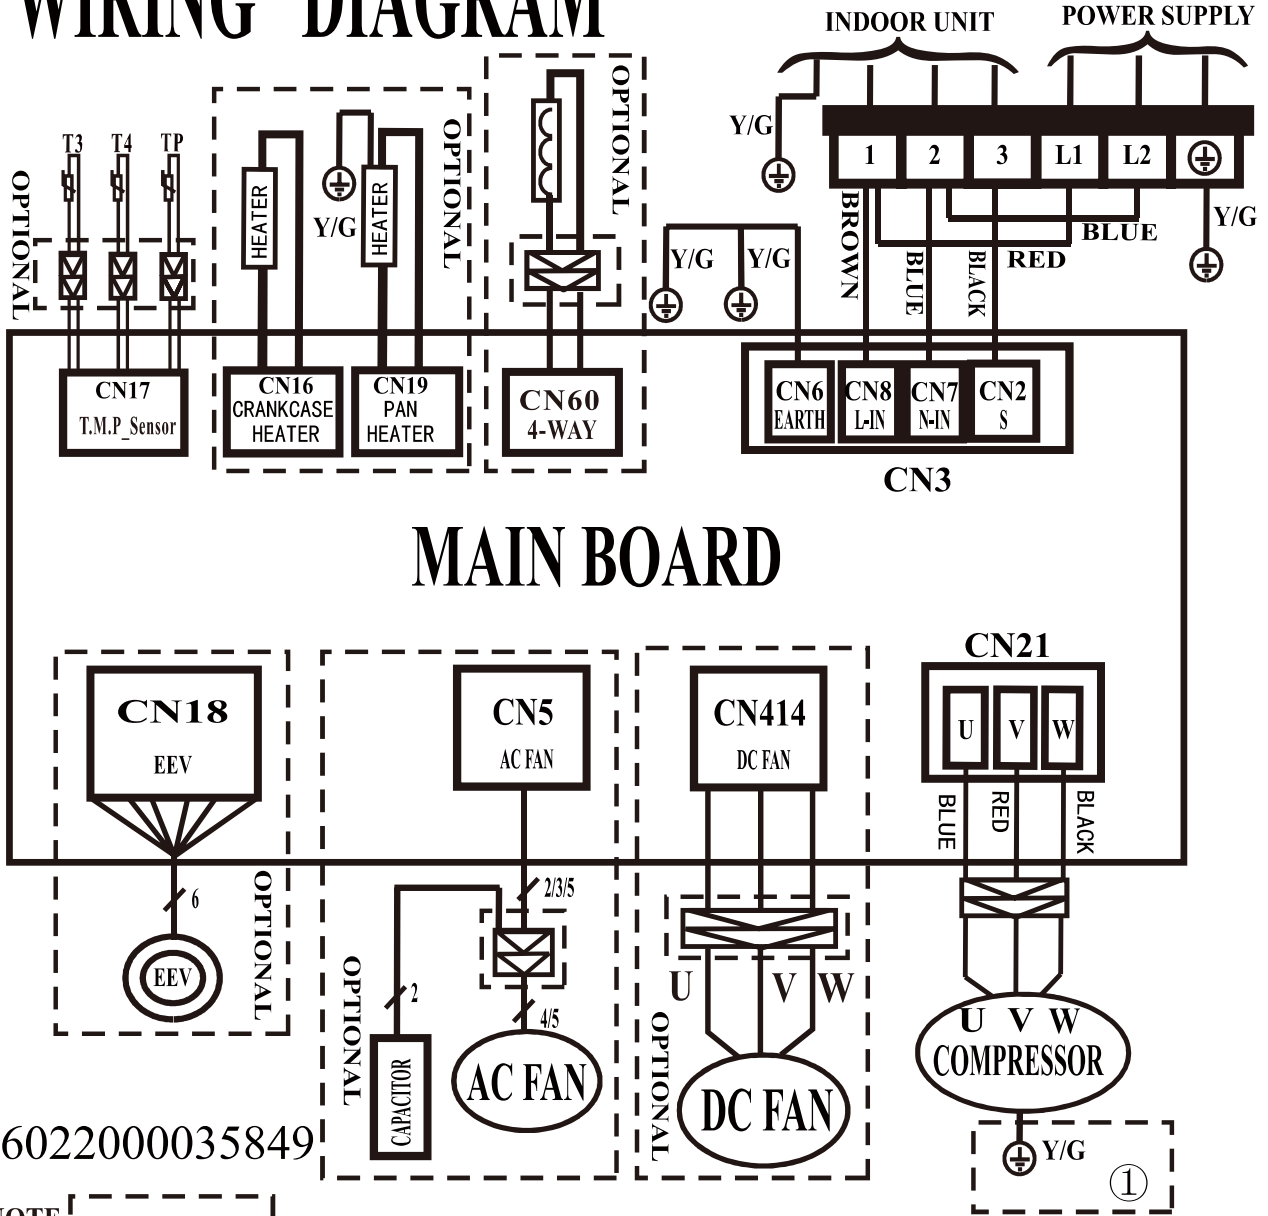 WIRING DIAGRAM
INDOOR UNIT
POWER SUPPLY
OPTIONAL
T3 T4 TP
OPTIONAL
HEATER
Y/G
HEATER
OPTIONAL
OPTIONAL
Y/G
1 2 3 L1 L2
Y/G
BROWN
BLUE
BLACK
RED
BLUE
Y/G
Y/G
CN17
T.M.P_Sensor
CN16
CRANKCASE
HEATER
CN19
PAN
HEATER
CN60
4-WAY
CN6
EARTH
CN8
L-IN
CN7
N-IN
CN2
S
CN3
MAIN BOARD
CN18
EEV
CN5
AC FAN
CN414
DC FAN
CN21
U V W
BLUE
RED
BLACK
6
EEV
OPTIONAL
2/3/5
2
4/5
OPTIONAL
CAPACITOR
AC FAN
U V W
OPTIONAL
DC FAN
U V W
COMPRESSOR
Y/G
①
6022000035849
NOTE